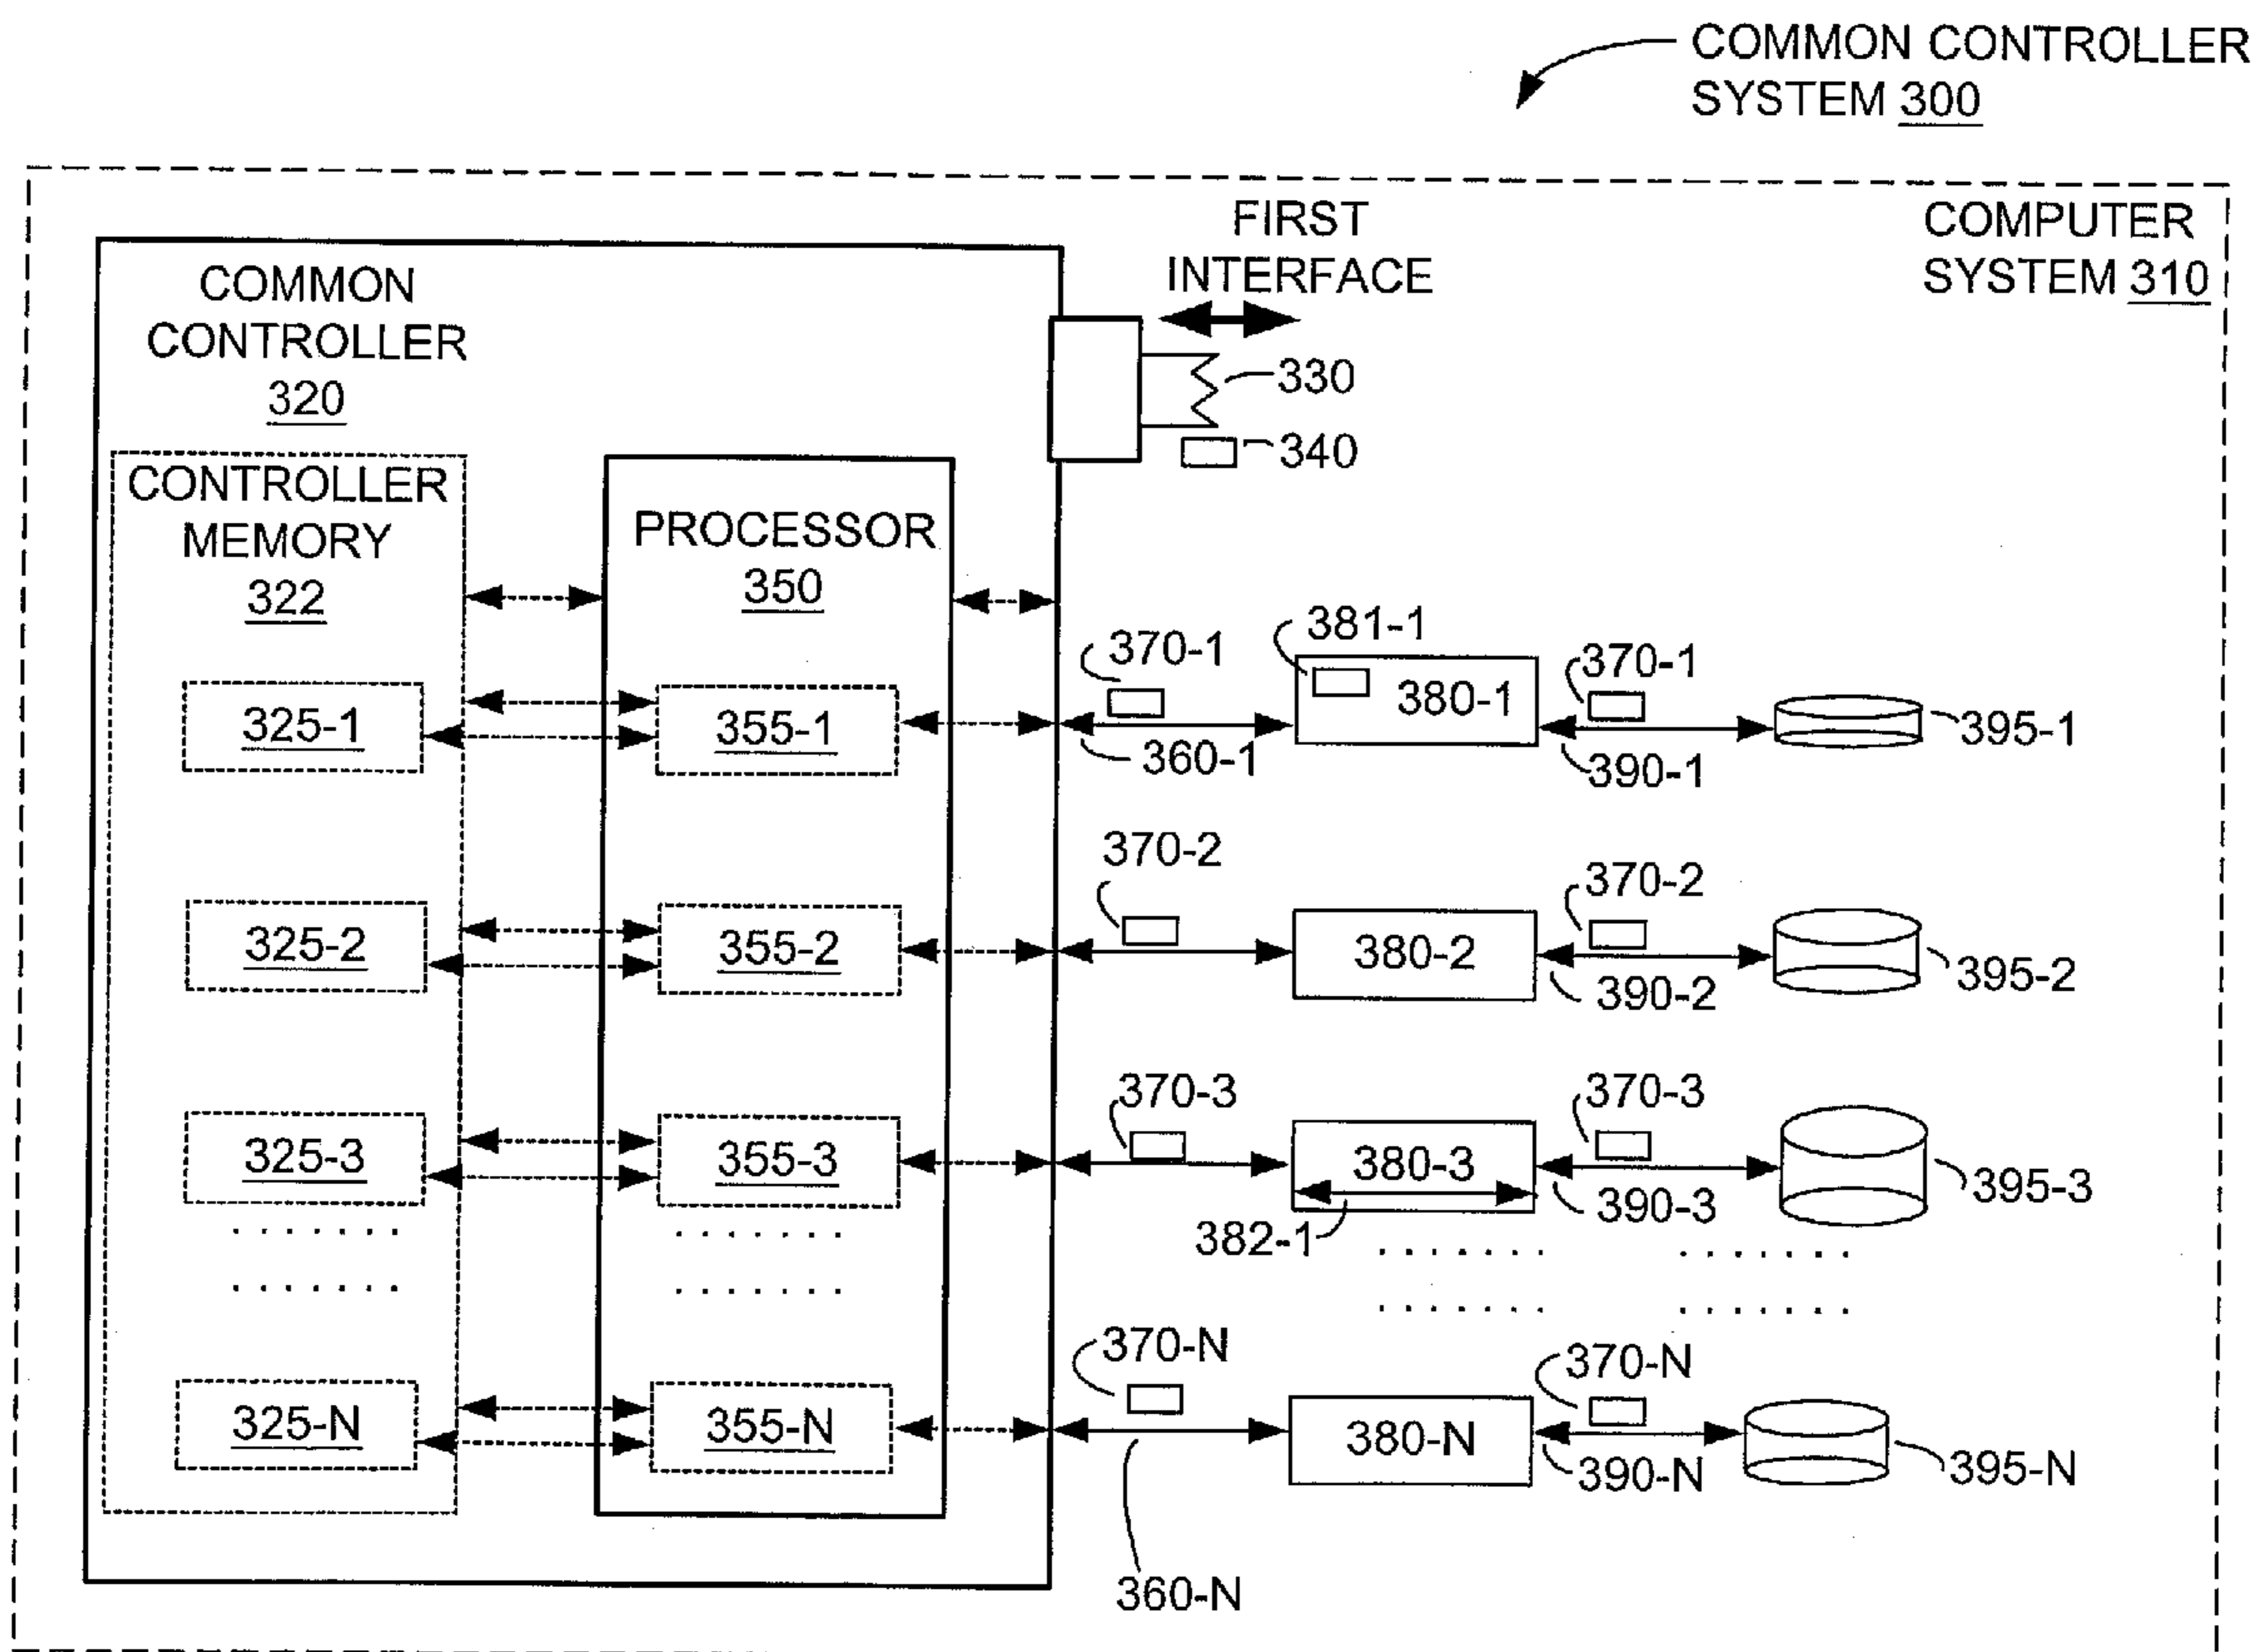 COMMON CONTROLLER
SYSTEM 300
COMPUTER
SYSTEM 310
FIRST
INTERFACE
COMMON
CONTROLLER
320
330
340
CONTROLLER
MEMORY
322
PROCESSOR
350
325-1
355-1
370-1
360-1
381-1
380-1
370-1
390-1
395-1
325-2
355-2
370-2
380-2
370-2
390-2
395-2
325-3
355-3
370-3
380-3
382-1
370-3
390-3
395-3
325-N
355-N
370-N
360-N
380-N
370-N
390-N
395-N